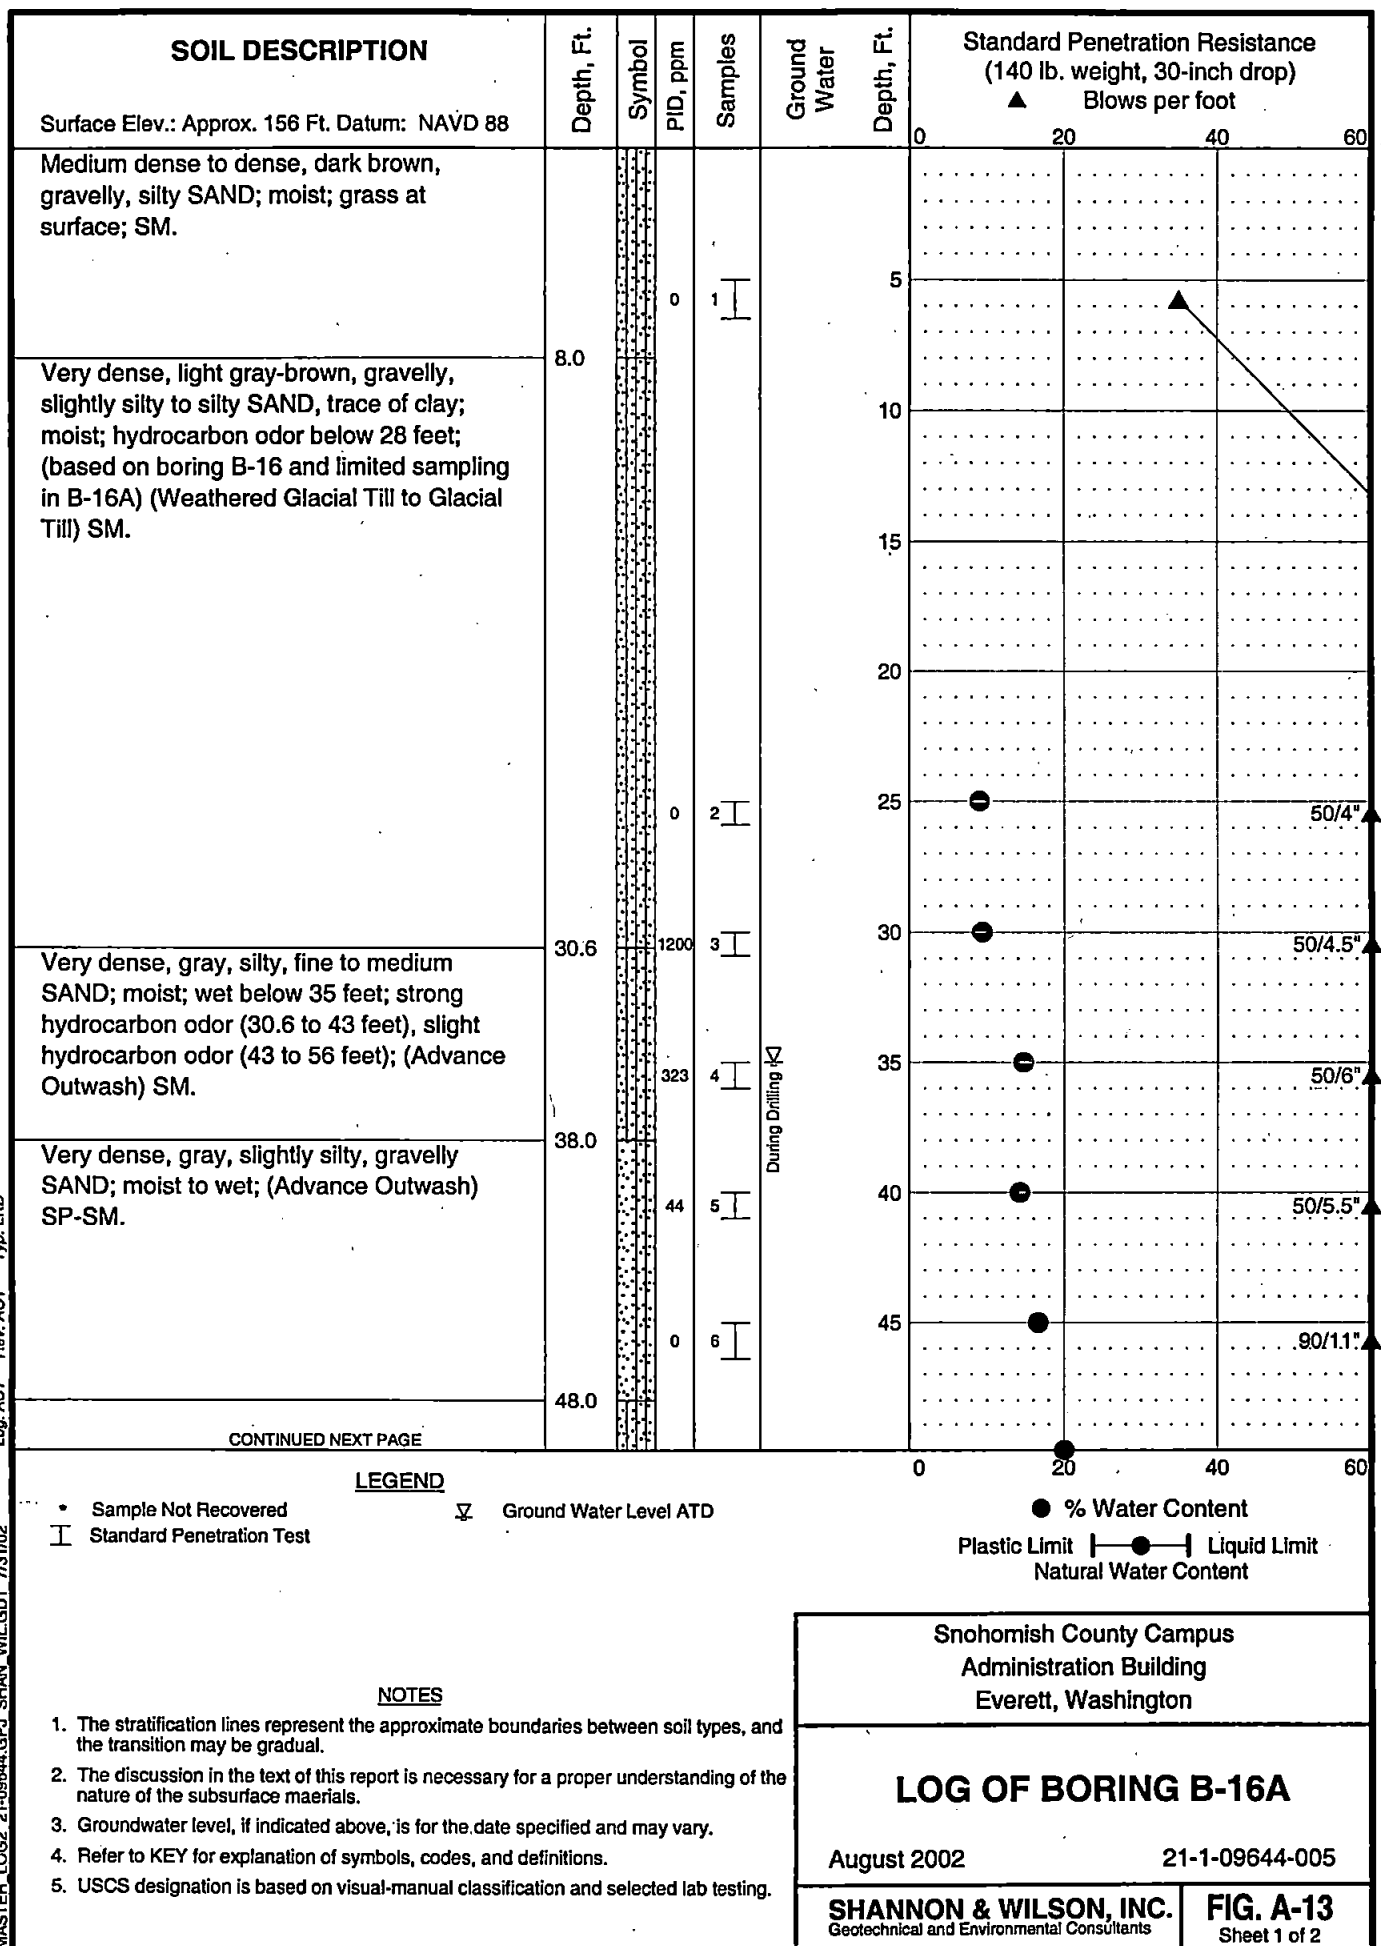 SOIL DESCRIPTION
Surface Elev.: Approx. 156 Ft. Datum: NAVD 88
Depth, Ft.
Symbol
PID, ppm
Samples
Ground Water
Depth, Ft.
Standard Penetration Resistance
(140 lb. weight, 30-inch drop)
▲ Blows per foot
0 20 40 60
Medium dense to dense, dark brown,
gravelly, silty SAND; moist; grass at
surface; SM.
5
0 1
8.0
Very dense, light gray-brown, gravelly,
slightly silty to silty SAND, trace of clay;
moist; hydrocarbon odor below 28 feet;
(based on boring B-16 and limited sampling
in B-16A) (Weathered Glacial Till to Glacial
Till) SM.
10
15
20
25
0 2
50/4"
30
30.6
1200 3
50/4.5"
Very dense, gray, silty, fine to medium
SAND; moist; wet below 35 feet; strong
hydrocarbon odor (30.6 to 43 feet), slight
hydrocarbon odor (43 to 56 feet); (Advance
Outwash) SM.
During Drilling
35
323 4
50/6"
38.0
Very dense, gray, slightly silty, gravelly
SAND; moist to wet; (Advance Outwash)
SP-SM.
40
44 5
50/5.5"
45
0 6
90/11"
48.0
CONTINUED NEXT PAGE
0 20 40 60
LEGEND
* Sample Not Recovered
Standard Penetration Test
Ground Water Level ATD
● % Water Content
Plastic Limit Liquid Limit
Natural Water Content
NOTES
1. The stratification lines represent the approximate boundaries between soil types, and
the transition may be gradual.
2. The discussion in the text of this report is necessary for a proper understanding of the
nature of the subsurface maerials.
3. Groundwater level, if indicated above, is for the date specified and may vary.
4. Refer to KEY for explanation of symbols, codes, and definitions.
5. USCS designation is based on visual-manual classification and selected lab testing.
Snohomish County Campus
Administration Building
Everett, Washington
LOG OF BORING B-16A
August 2002 21-1-09644-005
SHANNON & WILSON, INC.
Geotechnical and Environmental Consultants
FIG. A-13
Sheet 1 of 2